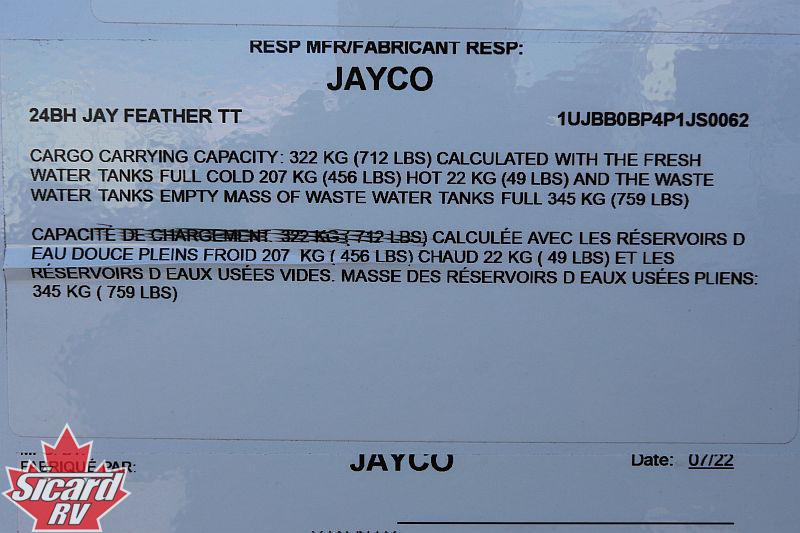 RESP MFR/FABRICANT RESP:
JAYCO
24BH JAY FEATHER TT 1UJBB0BP4P1JS0062
CARGO CARRYING CAPACITY: 322 KG (712 LBS) CALCULATED WITH THE FRESH
WATER TANKS FULL COLD 207 KG (456 LBS) HOT 22 KG (49 LBS) AND THE WASTE
WATER TANKS EMPTY MASS OF WASTE WATER TANKS FULL 345 KG (759 LBS)
CAPACITÉ DE CHARGEMENT 322 KG ( 712 LBS) CALCULÉE AVEC LES RÉSERVOIRS D
EAU DOUCE PLEINS FROID 207 KG ( 456 LBS) CHAUD 22 KG ( 49 LBS) ET LES
RÉSERVOIRS D EAUX USÉES VIDES. MASSE DES RÉSERVOIRS D EAUX USÉES PLIENS:
345 KG ( 759 LBS)
PAR: JAYCO Date: 07/22
Sicard
RV